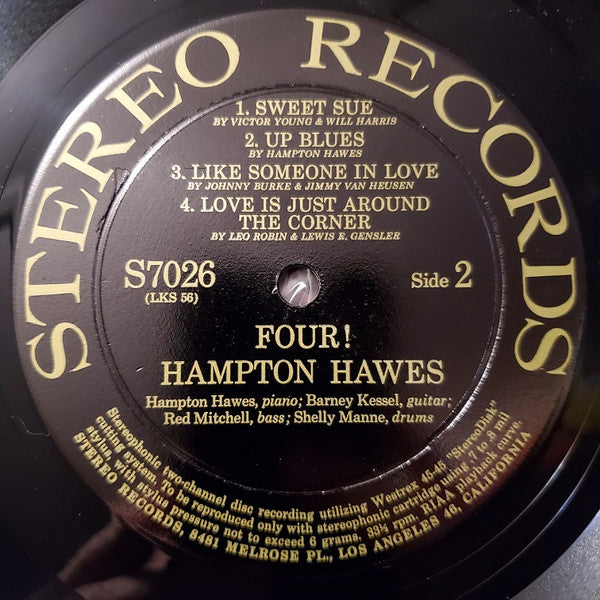 STEREO RECORDS
1. SWEET SUE
BY VICTOR YOUNG & WILL HARRIS
2. UP BLUES
BY HAMPTON HAWES
3. LIKE SOMEONE IN LOVE
BY JOHNNY BURKE & JIMMY VAN HEUSEN
4. LOVE IS JUST AROUND
THE CORNER
BY LEO ROBIN & LEWIS E. GENSLER
S7026
(LKS 56)
Side 2
FOUR!
HAMPTON HAWES
Hampton Hawes, piano; Barney Kessel, guitar;
Red Mitchell, bass; Shelly Manne, drums
Stereophonic two-channel disc recording utilizing Westrex 45-45 "StereoDisk"
cutting system. To be reproduced only with stereophonic cartridge using .7 to .8 mil
stylus, with stylus pressure not to exceed 6 grams. 33⅓ rpm. RIAA playback curve.
STEREO RECORDS, 8481 MELROSE PL., LOS ANGELES 46, CALIFORNIA